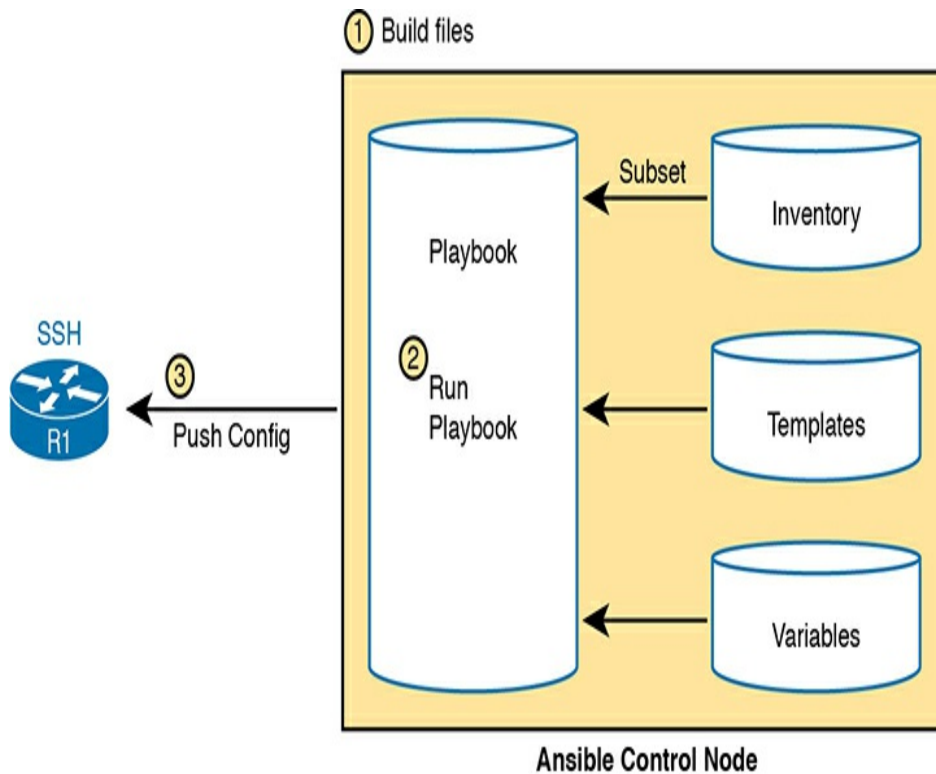 1 Build files
Subset
Inventory
Playbook
SSH
R1
3
Push Config
2
Run
Playbook
Templates
Variables
Ansible Control Node